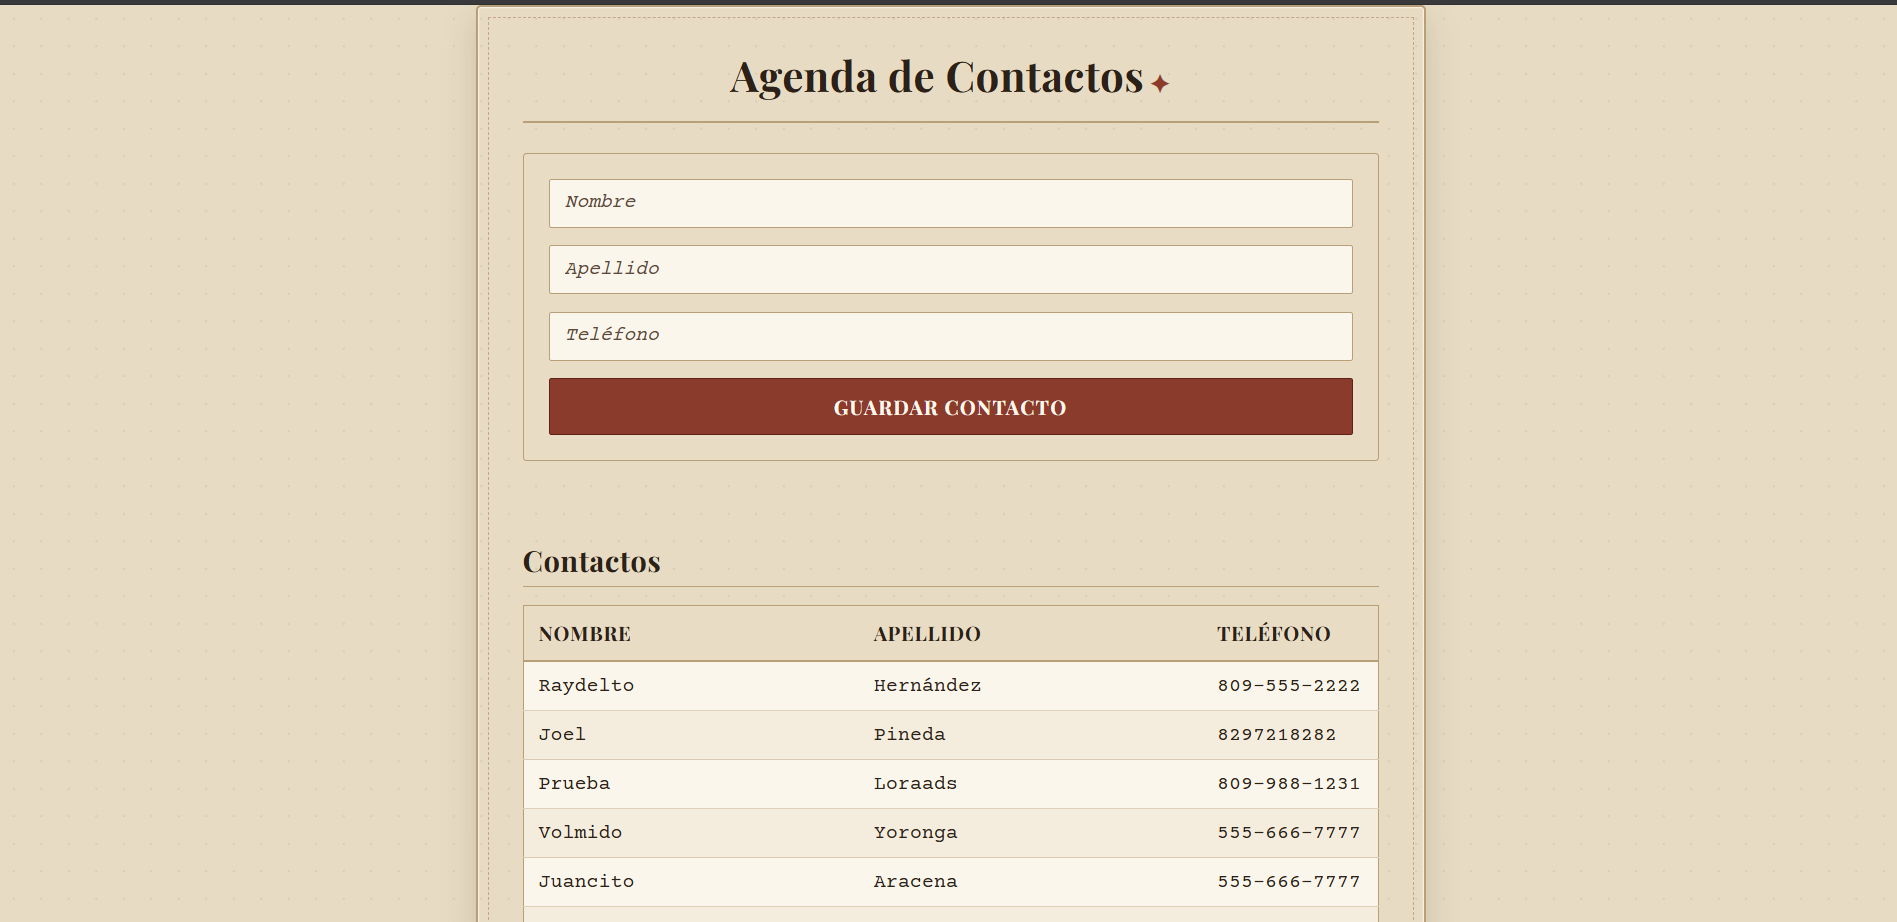 Agenda de Contactos ✦
Nombre
Apellido
Teléfono
GUARDAR CONTACTO
Contactos
NOMBRE APELLIDO TELÉFONO
Raydelto Hernández 809-555-2222
Joel Pineda 8297218282
Prueba Loraads 809-988-1231
Volmido Yoronga 555-666-7777
Juancito Aracena 555-666-7777